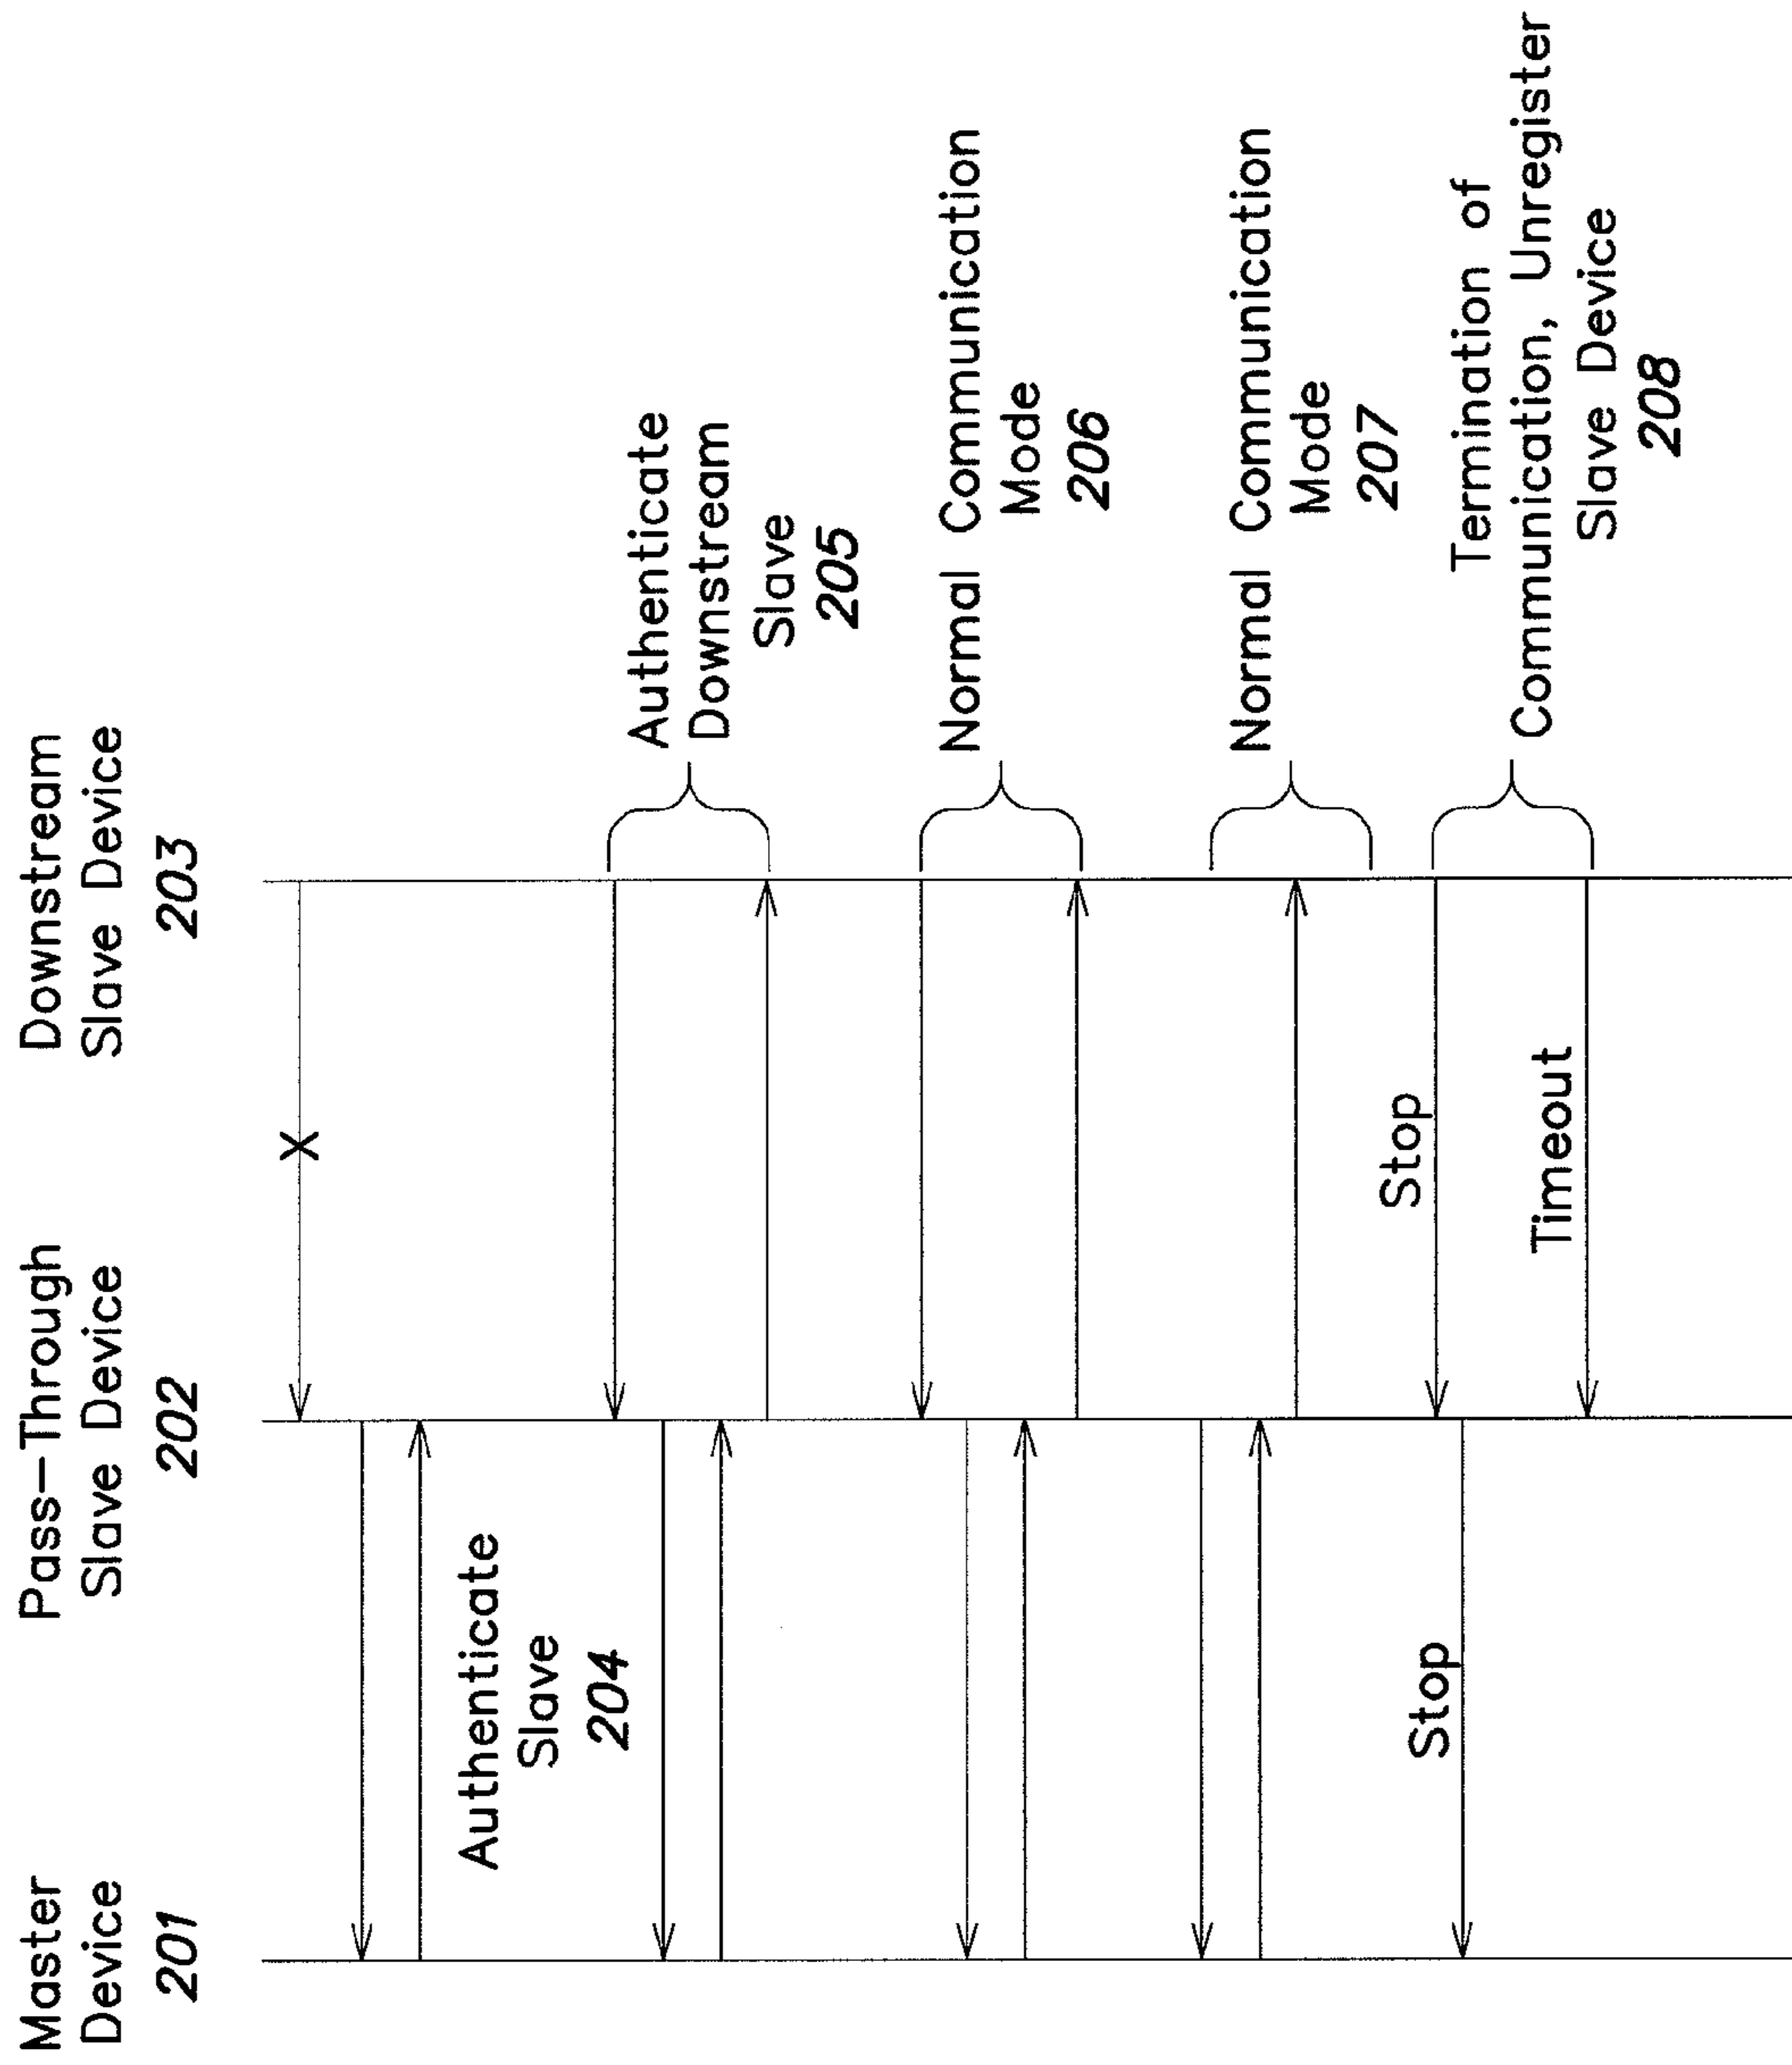 Master
Device
201
Pass-Through
Slave Device
202
Downstream
Slave Device
203
X
Authenticate
Slave
204
Authenticate
Downstream
Slave
205
Normal Communication
Mode
206
Normal Communication
Mode
207
Stop
Stop
Timeout
Termination of
Communication, Unregister
Slave Device
208